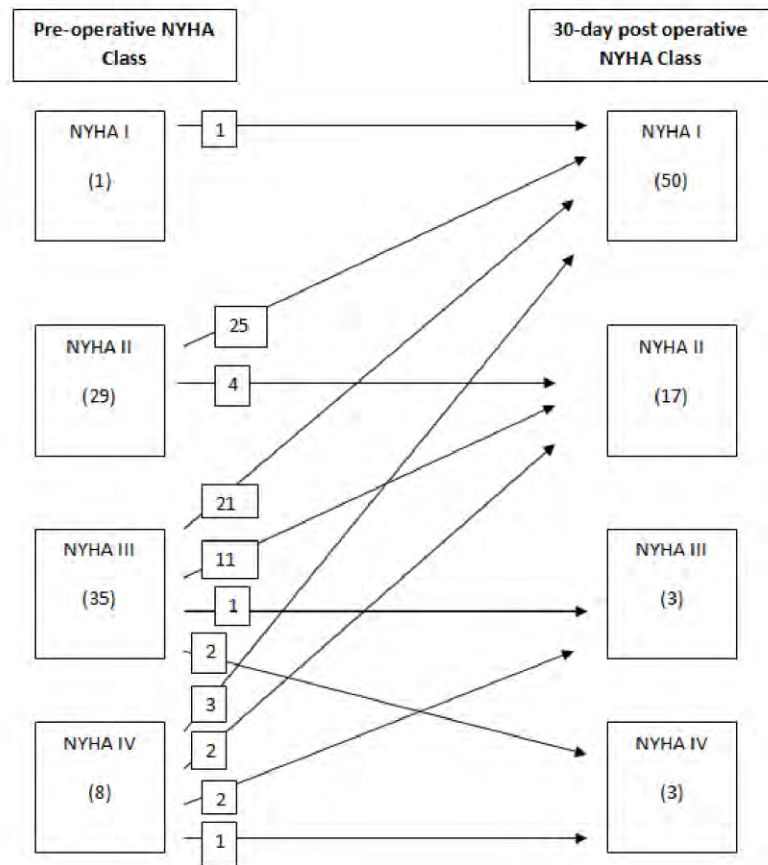 Pre-operative NYHA
Class
30-day post operative
NYHA Class
NYHA I
(1)
1
NYHA I
(50)
NYHA II
(29)
25
4
NYHA II
(17)
21
NYHA III
(35)
11
1
2
NYHA III
(3)
3
NYHA IV
(8)
2
2
1
NYHA IV
(3)